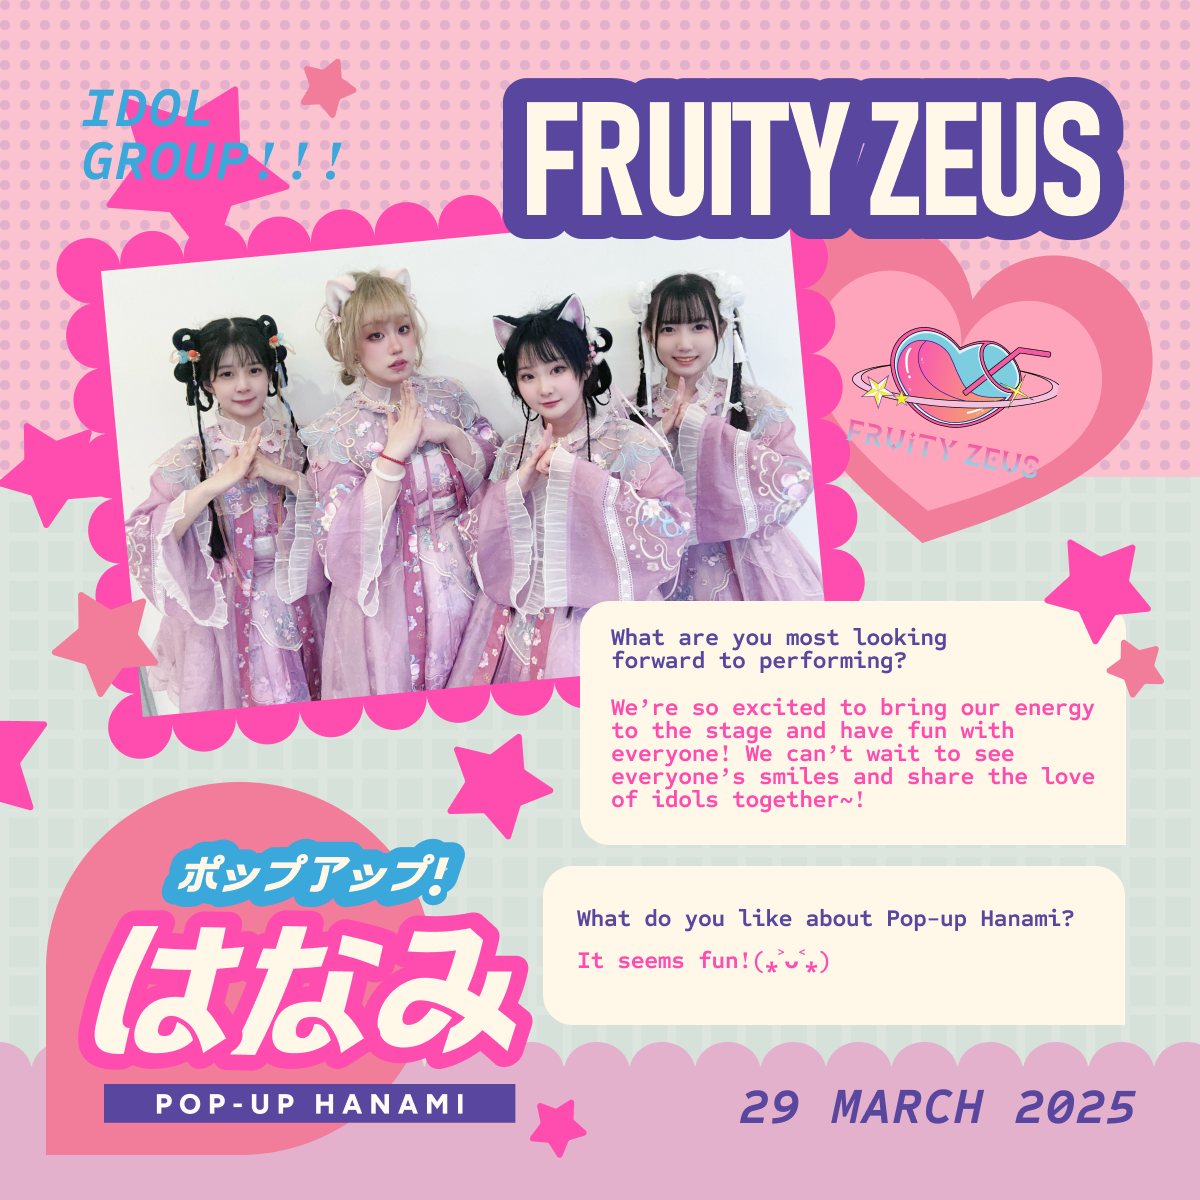 IDOL
GROUP!!!
FRUITY ZEUS
FRUiTY ZEUS
What are you most looking
forward to performing?
We’re so excited to bring our energy
to the stage and have fun with
everyone! We can’t wait to see
everyone’s smiles and share the love
of idols together~!
What do you like about Pop-up Hanami?
It seems fun!(⁎˃ᴗ˂⁎)
ポップアップ!
はなみ
POP-UP HANAMI
29 MARCH 2025